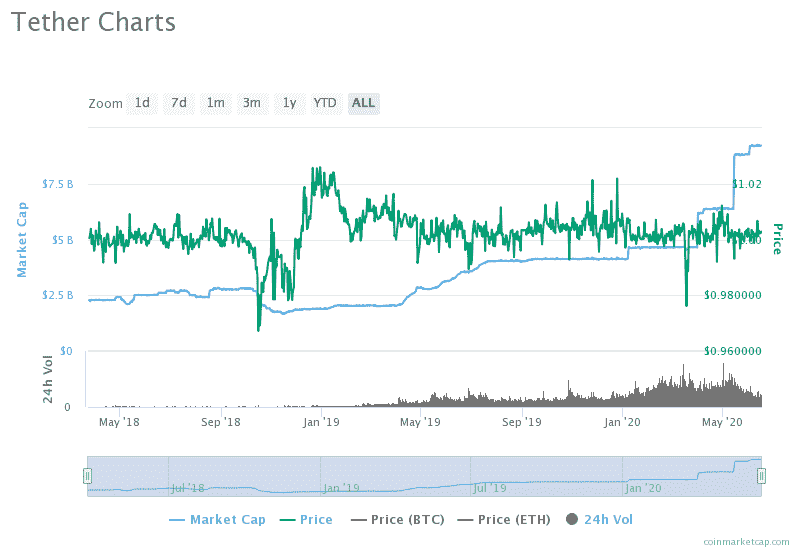 Tether Charts
Zoom 1d 7d 1m 3m 1y YTD ALL
Market Cap
$7.5 B
$5 B
$2.5 B
$0
$1.02
$0.980000
$0.960000
Price
24h Vol
0
May '18 Sep '18 Jan '19 May '19 Sep '19 Jan '20 May '20
Jul '18 Jan '19 Jul '19 Jan '20
Market Cap Price Price (BTC) Price (ETH) 24h Vol
coinmarketcap.com